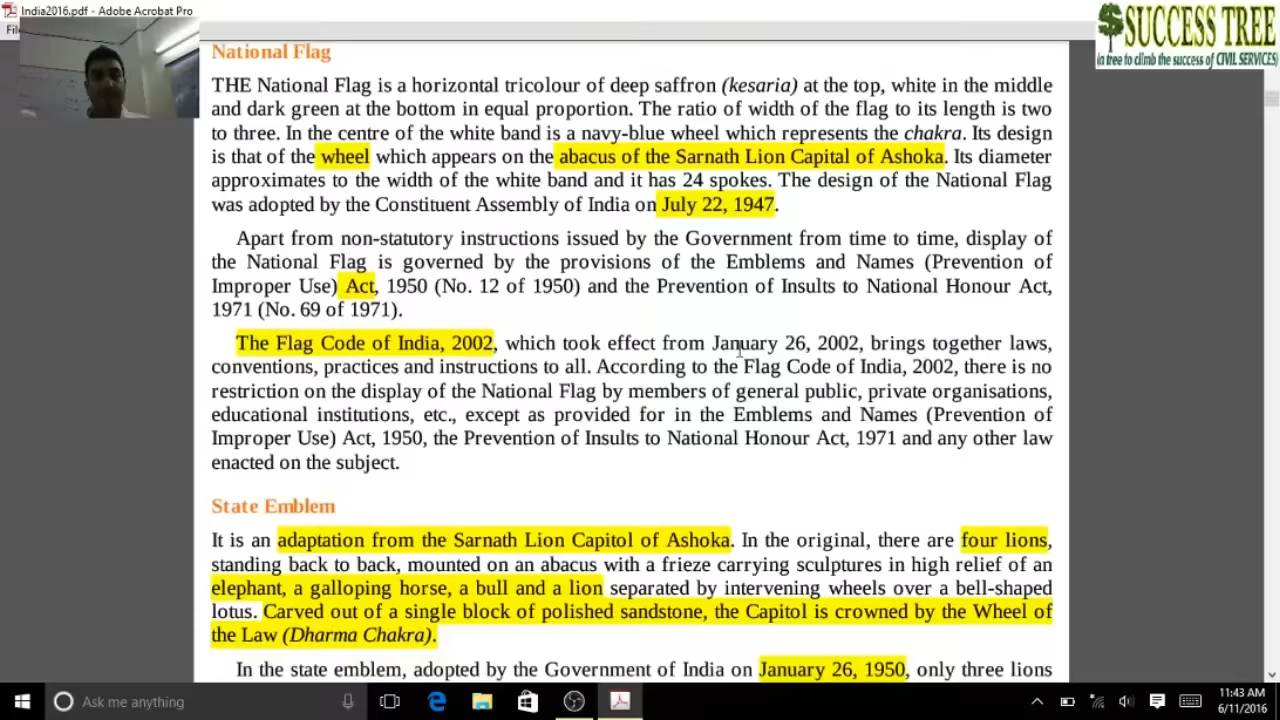 India2016.pdf - Adobe Acrobat Pro
SUCCESS TREE
(a tree to climb the success of CIVIL SERVICES)
National Flag
THE National Flag is a horizontal tricolour of deep saffron (kesaria) at the top, white in the middle
and dark green at the bottom in equal proportion. The ratio of width of the flag to its length is two
to three. In the centre of the white band is a navy-blue wheel which represents the chakra. Its design
is that of the wheel which appears on the abacus of the Sarnath Lion Capital of Ashoka. Its diameter
approximates to the width of the white band and it has 24 spokes. The design of the National Flag
was adopted by the Constituent Assembly of India on July 22, 1947.
Apart from non-statutory instructions issued by the Government from time to time, display of
the National Flag is governed by the provisions of the Emblems and Names (Prevention of
Improper Use) Act, 1950 (No. 12 of 1950) and the Prevention of Insults to National Honour Act,
1971 (No. 69 of 1971).
The Flag Code of India, 2002, which took effect from January 26, 2002, brings together laws,
conventions, practices and instructions to all. According to the Flag Code of India, 2002, there is no
restriction on the display of the National Flag by members of general public, private organisations,
educational institutions, etc., except as provided for in the Emblems and Names (Prevention of
Improper Use) Act, 1950, the Prevention of Insults to National Honour Act, 1971 and any other law
enacted on the subject.
State Emblem
It is an adaptation from the Sarnath Lion Capitol of Ashoka. In the original, there are four lions,
standing back to back, mounted on an abacus with a frieze carrying sculptures in high relief of an
elephant, a galloping horse, a bull and a lion separated by intervening wheels over a bell-shaped
lotus. Carved out of a single block of polished sandstone, the Capitol is crowned by the Wheel of
the Law (Dharma Chakra).
In the state emblem, adopted by the Government of India on January 26, 1950, only three lions
Ask me anything
11:43 AM
6/11/2016